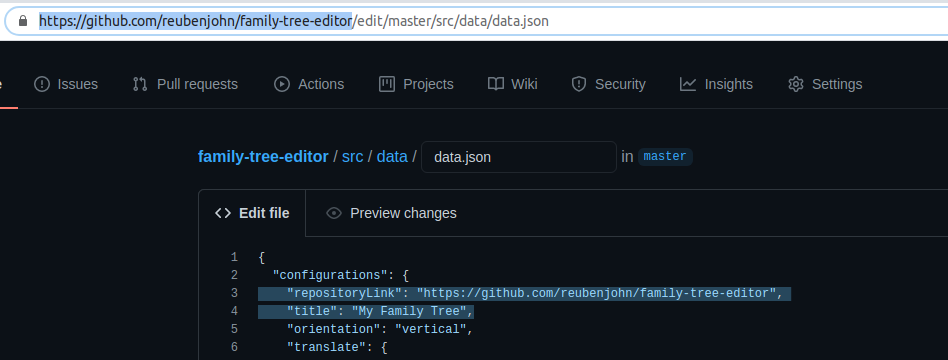 https://github.com/reubenjohn/family-tree-editor/edit/master/src/data/data.json
Issues Pull requests Actions Projects Wiki Security Insights Settings
family-tree-editor / src / data / data.json in master
<> Edit file Preview changes
1 {
2 "configurations": {
3 "repositoryLink": "https://github.com/reubenjohn/family-tree-editor",
4 "title": "My Family Tree",
5 "orientation": "vertical",
6 "translate": {